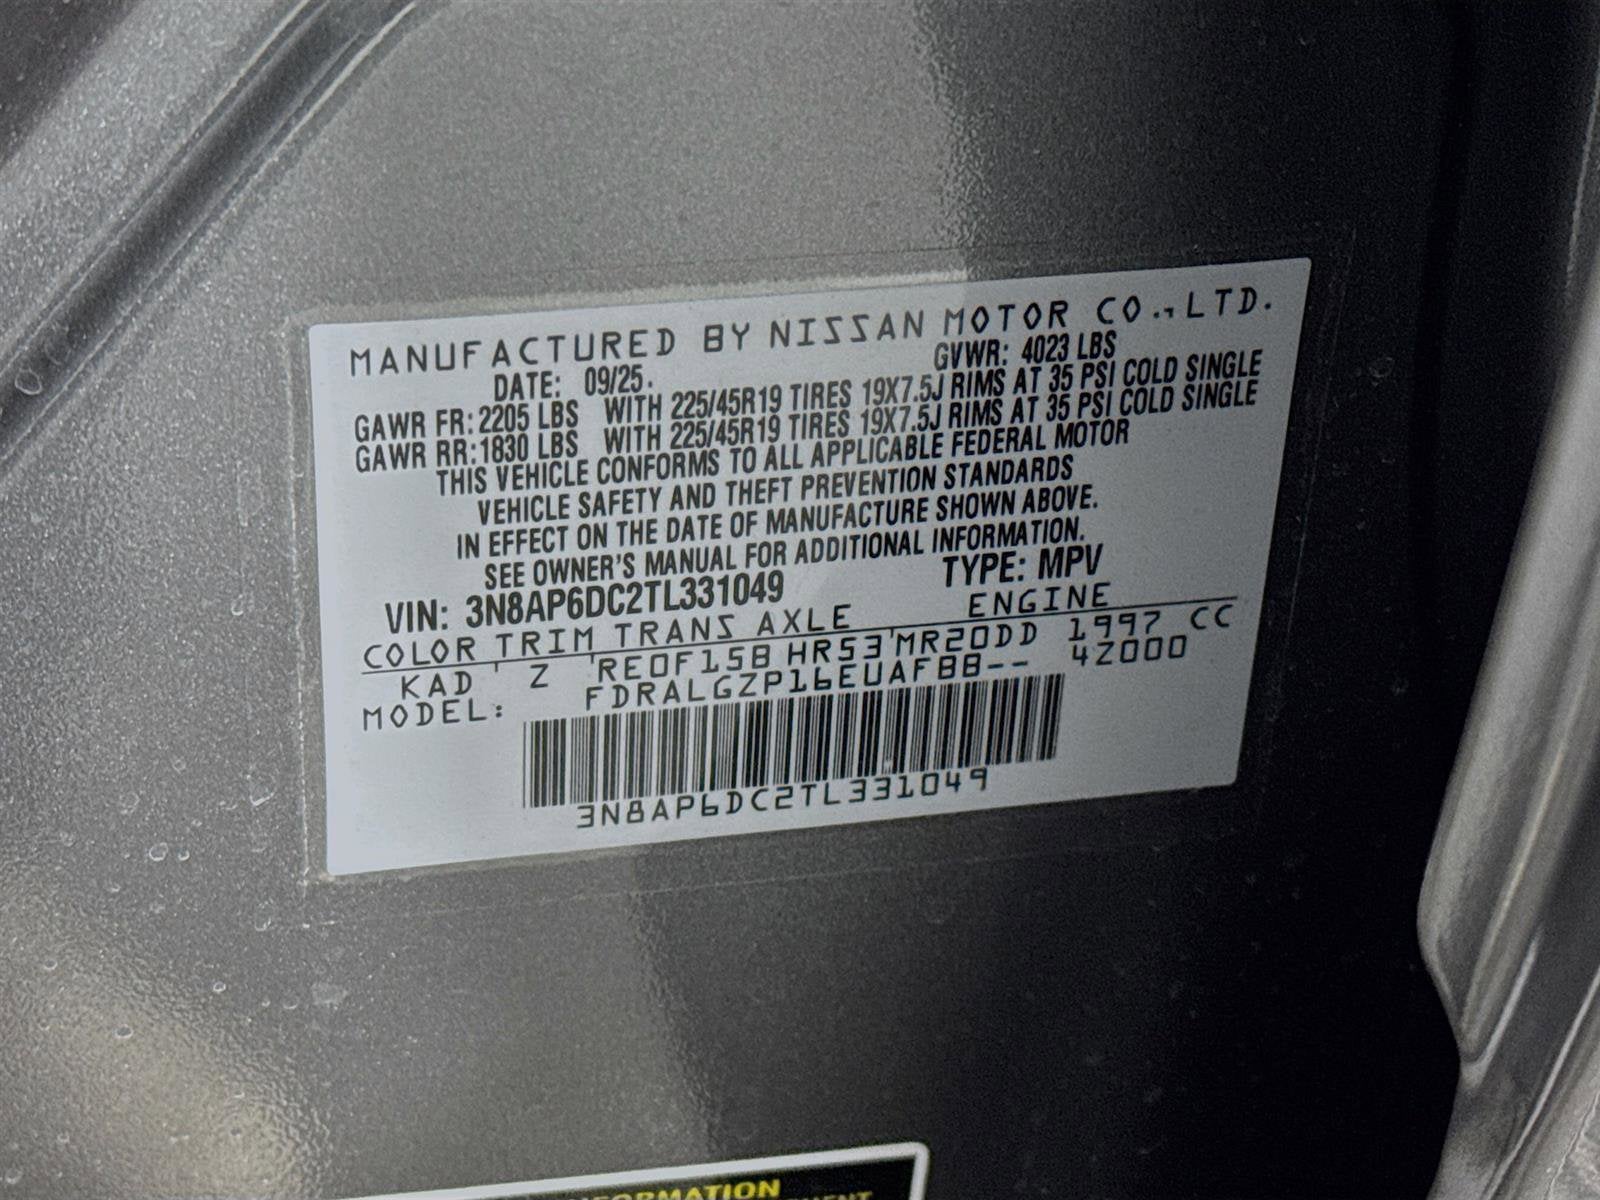 MANUFACTURED BY NISSAN MOTOR CO., LTD.
DATE: 09/25. GVWR: 4023 LBS
GAWR FR: 2205 LBS WITH 225/45R19 TIRES 19X7.5J RIMS AT 35 PSI COLD SINGLE
GAWR RR: 1830 LBS WITH 225/45R19 TIRES 19X7.5J RIMS AT 35 PSI COLD SINGLE
THIS VEHICLE CONFORMS TO ALL APPLICABLE FEDERAL MOTOR
VEHICLE SAFETY AND THEFT PREVENTION STANDARDS
IN EFFECT ON THE DATE OF MANUFACTURE SHOWN ABOVE.
SEE OWNER'S MANUAL FOR ADDITIONAL INFORMATION.
VIN: 3N8AP6DC2TL331049 TYPE: MPV
COLOR TRIM TRANS AXLE ENGINE
KAD Z RE0F15B HR53 MR20DD 1997 CC
MODEL: FDRALGZP16EUAFBB-- 4Z000
3N8AP6DC2TL331049
INFORMATION